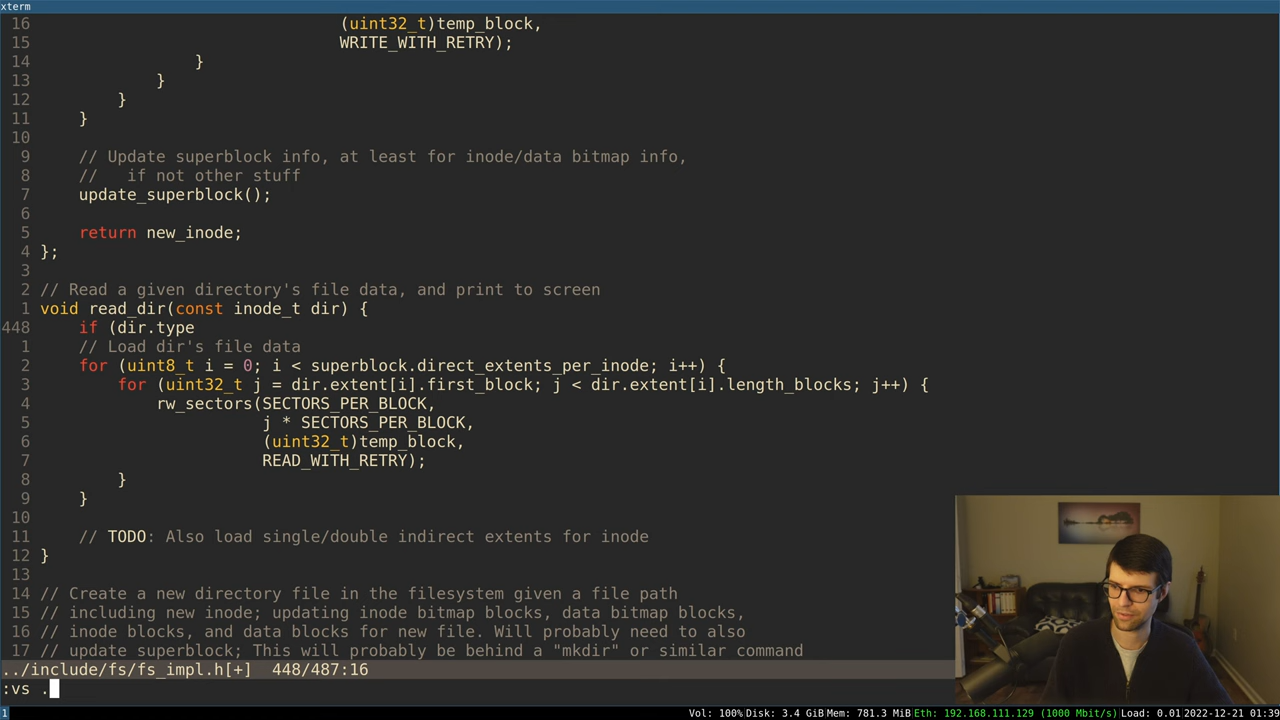 xterm
16                                (uint32_t)temp_block,
15                                WRITE_WITH_RETRY);
14                 }
13             }
12         }
11     }
10
9     // Update superblock info, at least for inode/data bitmap info,
8     //   if not other stuff
7     update_superblock();
6
5     return new_inode;
4 };
3
2 // Read a given directory's file data, and print to screen
1 void read_dir(const inode_t dir) {
448     if (dir.type
1     // Load dir's file data
2     for (uint8_t i = 0; i < superblock.direct_extents_per_inode; i++) {
3         for (uint32_t j = dir.extent[i].first_block; j < dir.extent[i].length_blocks; j++) {
4             rw_sectors(SECTORS_PER_BLOCK,
5                        j * SECTORS_PER_BLOCK,
6                        (uint32_t)temp_block,
7                        READ_WITH_RETRY);
8         }
9     }
10
11     // TODO: Also load single/double indirect extents for inode
12 }
13
14 // Create a new directory file in the filesystem given a file path
15 // including new inode; updating inode bitmap blocks, data bitmap blocks,
16 // inode blocks, and data blocks for new file. Will probably need to also
17 // update superblock; This will probably be behind a "mkdir" or similar command
../include/fs/fs_impl.h[+]  448/487:16
:vs .
1 Vol: 100% Disk: 3.4 GiB Mem: 781.3 MiB Eth: 192.168.111.129 (1000 Mbit/s) Load: 0.01 2022-12-21 01:39